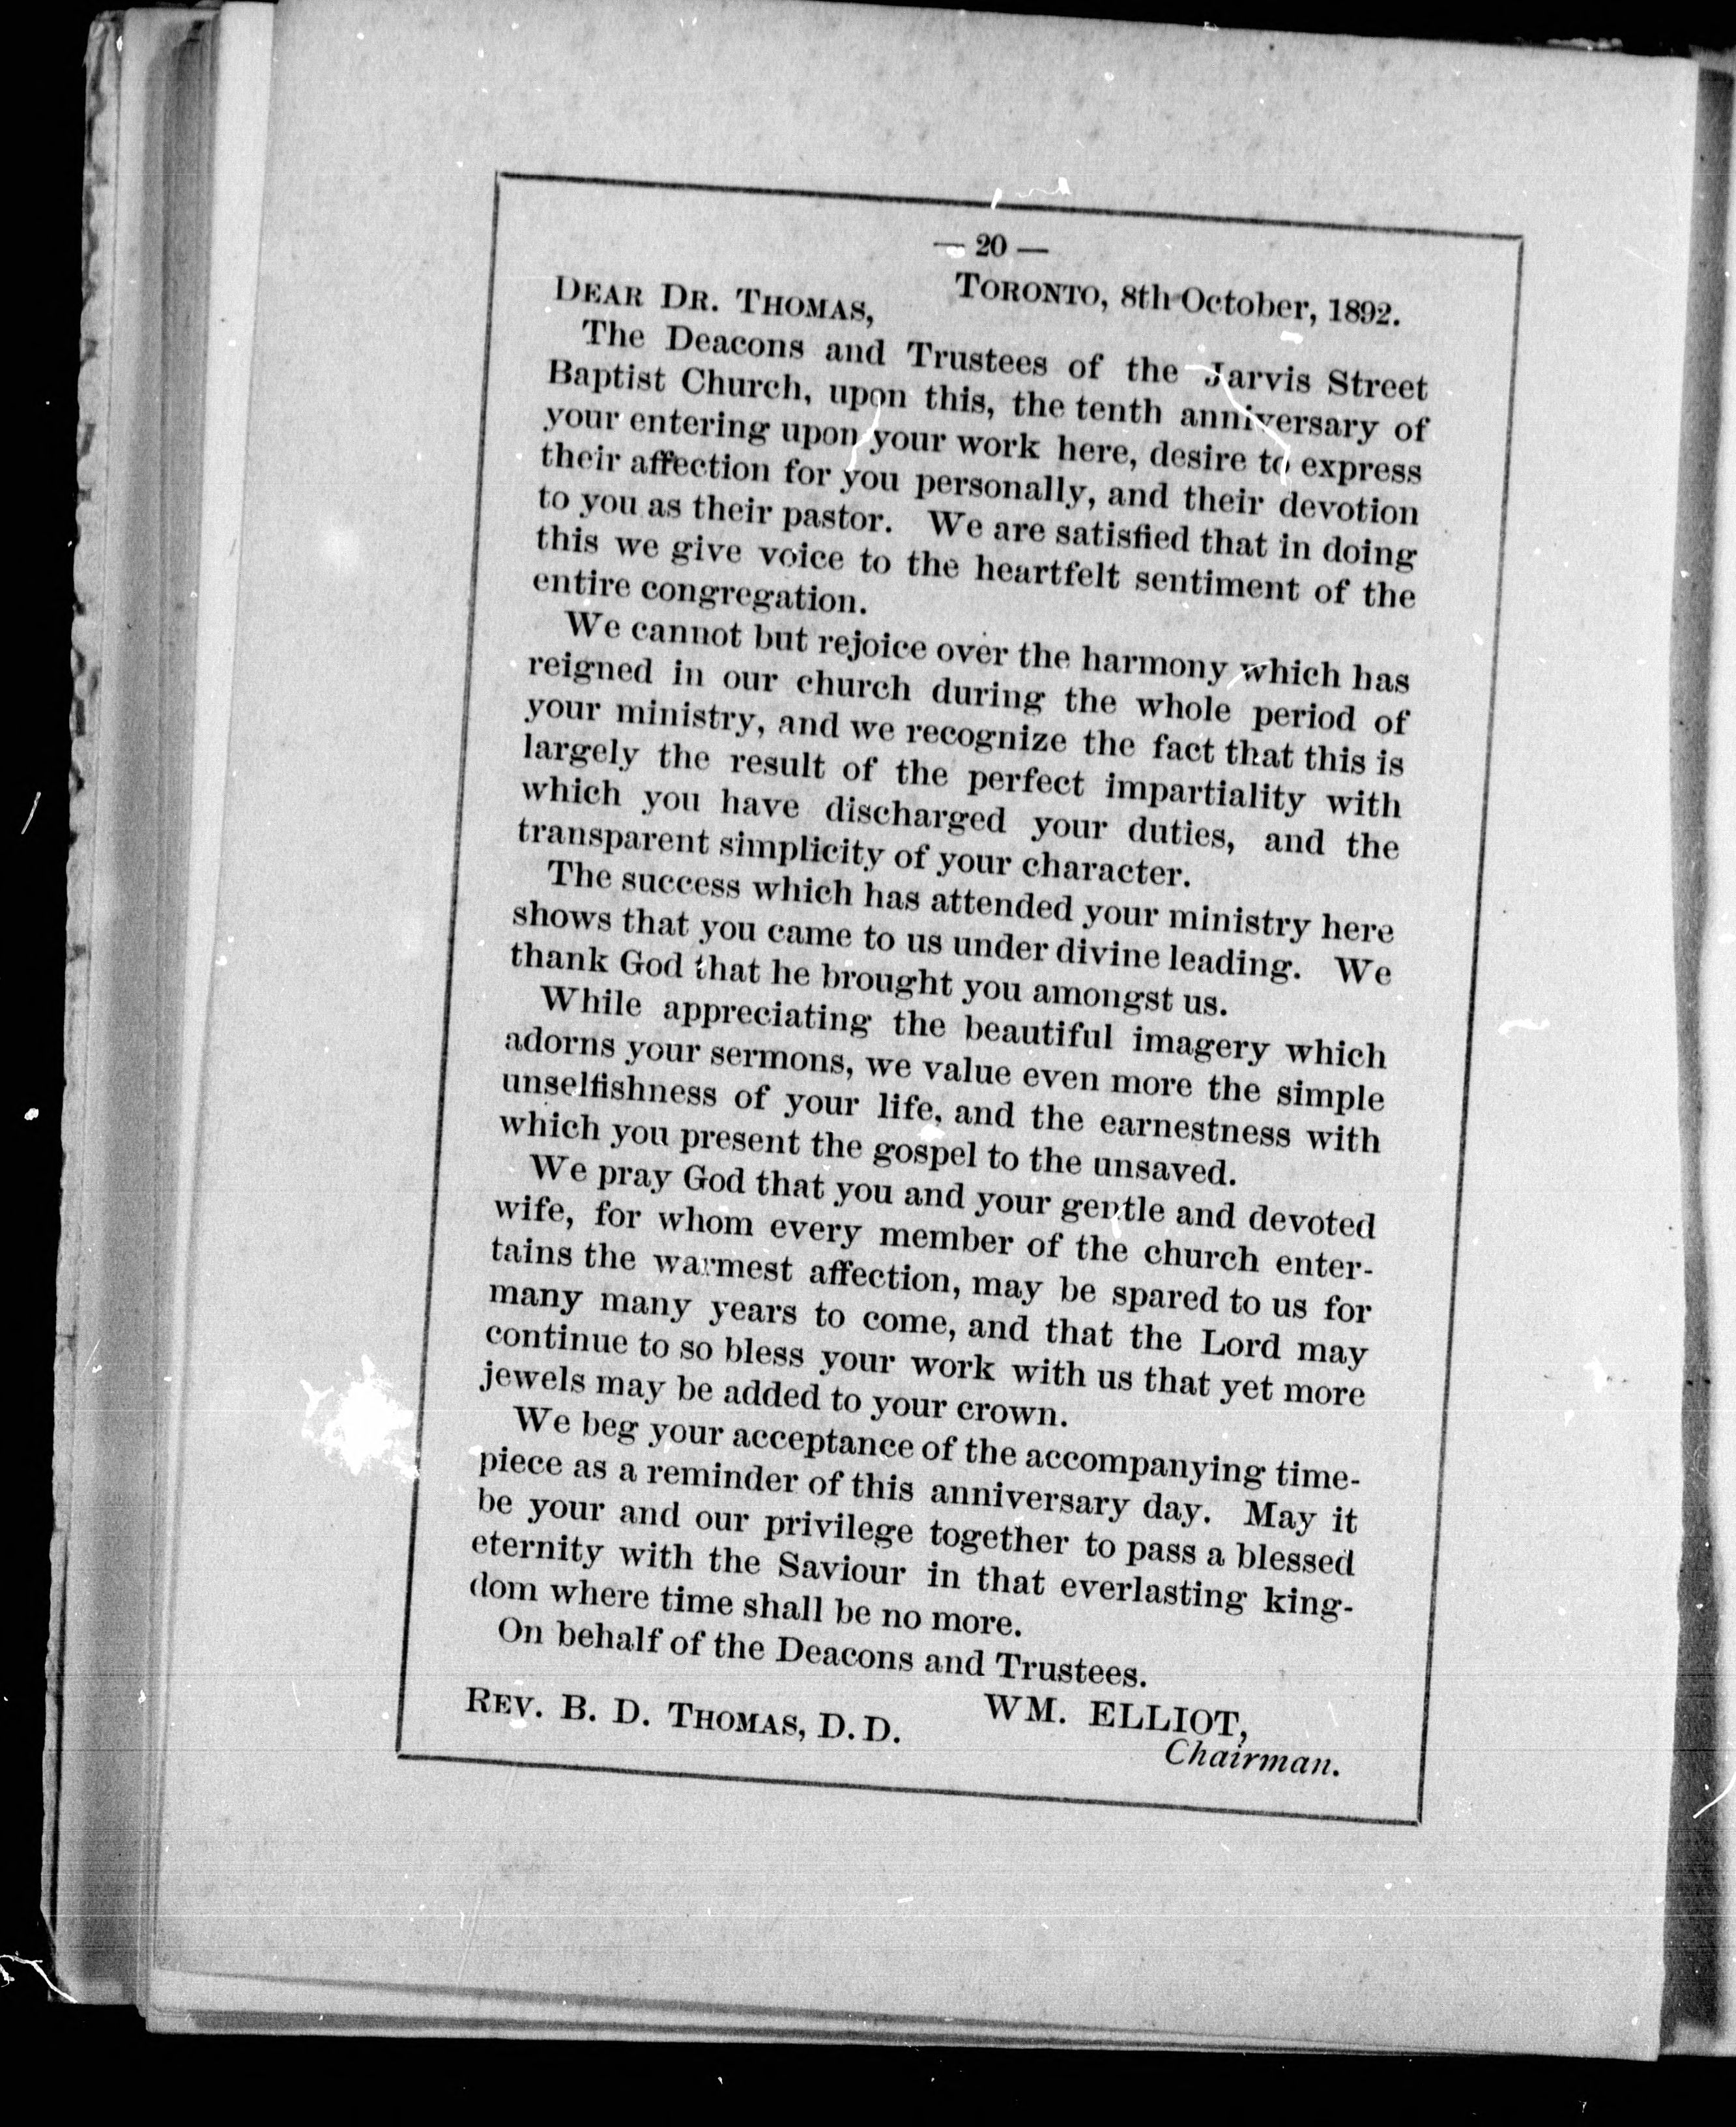 — 20 —
TORONTO, 8th October, 1892.
DEAR DR. THOMAS,
The Deacons and Trustees of the Jarvis Street
Baptist Church, upon this, the tenth anniversary of
your entering upon your work here, desire to express
their affection for you personally, and their devotion
to you as their pastor. We are satisfied that in doing
this we give voice to the heartfelt sentiment of the
entire congregation.
We cannot but rejoice over the harmony which has
reigned in our church during the whole period of
your ministry, and we recognize the fact that this is
largely the result of the perfect impartiality with
which you have discharged your duties, and the
transparent simplicity of your character.
The success which has attended your ministry here
shows that you came to us under divine leading. We
thank God that he brought you amongst us.
While appreciating the beautiful imagery which
adorns your sermons, we value even more the simple
unselfishness of your life, and the earnestness with
which you present the gospel to the unsaved.
We pray God that you and your gentle and devoted
wife, for whom every member of the church enter-
tains the warmest affection, may be spared to us for
many many years to come, and that the Lord may
continue to so bless your work with us that yet more
jewels may be added to your crown.
We beg your acceptance of the accompanying time-
piece as a reminder of this anniversary day. May it
be your and our privilege together to pass a blessed
eternity with the Saviour in that everlasting king-
dom where time shall be no more.
On behalf of the Deacons and Trustees.
WM. ELLIOT,
Chairman.
REV. B. D. THOMAS, D. D.